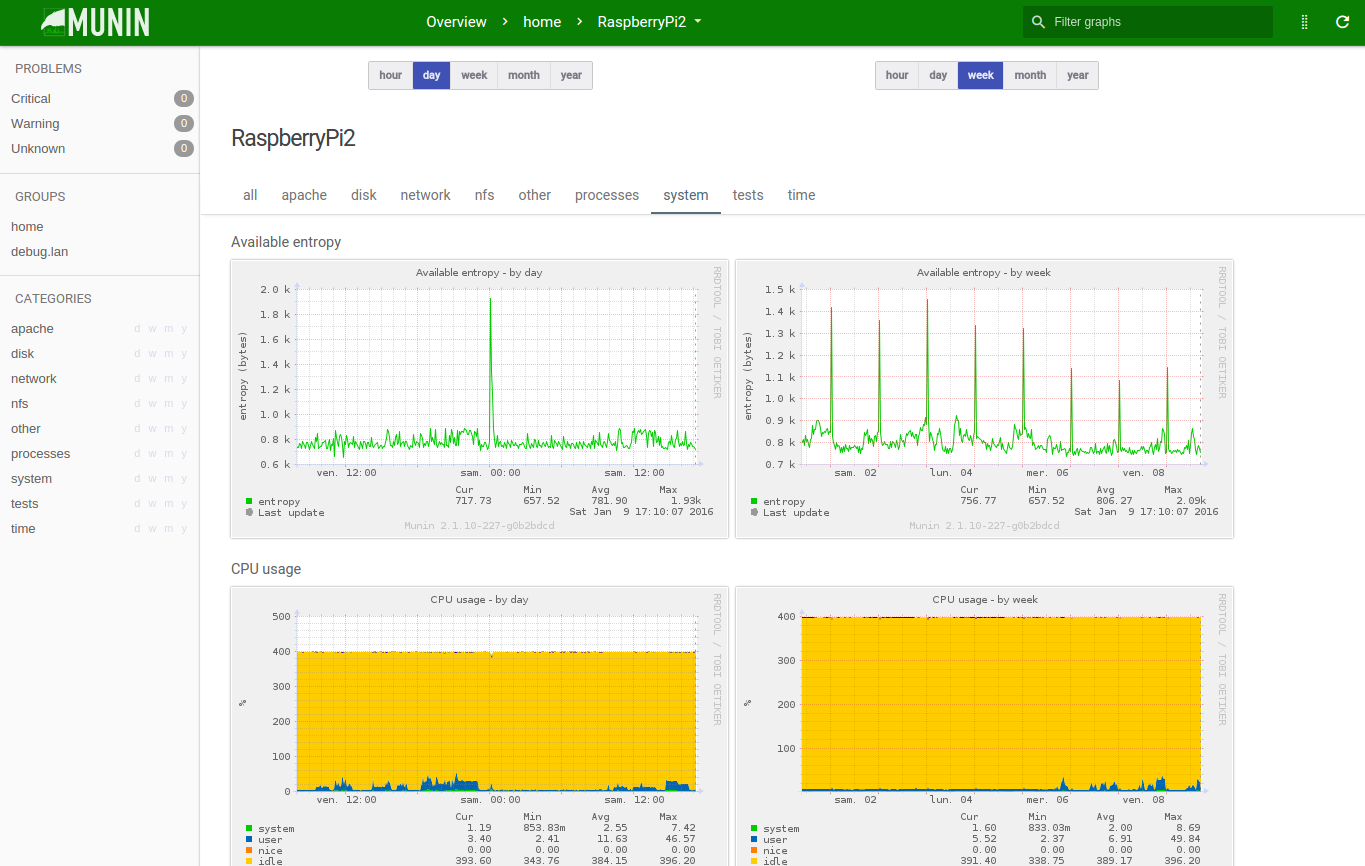 MUNIN
Overview > home > RaspberryPi2
Filter graphs
PROBLEMS
Critical 0
Warning 0
Unknown 0
GROUPS
home
debug.lan
CATEGORIES
apache d w m y
disk d w m y
network d w m y
nfs d w m y
other d w m y
processes d w m y
system d w m y
tests d w m y
time d w m y
hour day week month year
hour day week month year
RaspberryPi2
all apache disk network nfs other processes system tests time
Available entropy
Available entropy - by day
RRDTOOL / TOBI OETIKER
entropy (bytes)
2.0 k
1.8 k
1.6 k
1.4 k
1.2 k
1.0 k
0.8 k
0.6 k
ven. 12:00 sam. 00:00 sam. 12:00
Cur Min Avg Max
entropy 717.73 657.52 781.90 1.93k
Last update Sat Jan 9 17:10:07 2016
Munin 2.1.10-227-g0b2bdcd
Available entropy - by week
RRDTOOL / TOBI OETIKER
entropy (bytes)
1.5 k
1.4 k
1.3 k
1.2 k
1.1 k
1.0 k
0.9 k
0.8 k
0.7 k
sam. 02 lun. 04 mer. 06 ven. 08
Cur Min Avg Max
entropy 756.77 657.52 806.27 2.09k
Last update Sat Jan 9 17:10:07 2016
Munin 2.1.10-227-g0b2bdcd
CPU usage
CPU usage - by day
RRDTOOL / TOBI OETIKER
%
500
400
300
200
100
0
ven. 12:00 sam. 00:00 sam. 12:00
Cur Min Avg Max
system 1.19 853.83m 2.55 7.42
user 3.40 2.41 11.63 46.57
nice 0.00 0.00 0.00 0.00
idle 393.60 343.76 384.15 396.20
CPU usage - by week
RRDTOOL / TOBI OETIKER
%
400
300
200
100
sam. 02 lun. 04 mer. 06 ven. 08
Cur Min Avg Max
system 1.60 833.03m 2.00 8.69
user 5.52 2.37 6.91 49.84
nice 0.00 0.00 0.00 0.00
idle 391.40 338.75 389.17 396.20